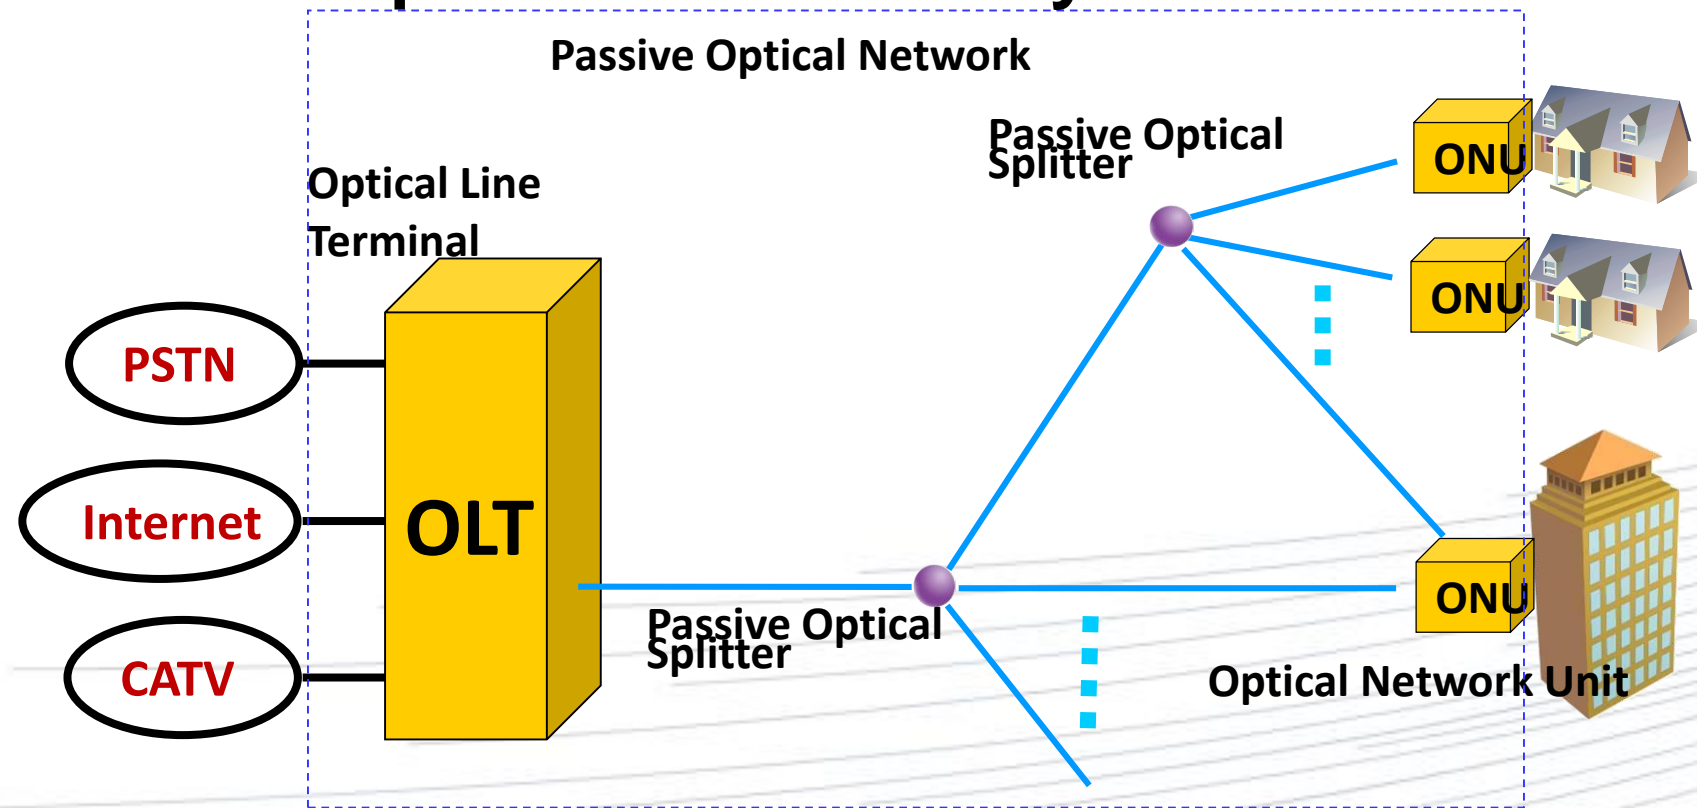 Passive Optical Network
Passive Optical
Splitter
ONU
Optical Line
Terminal
ONU
PSTN
Internet
OLT
ONU
Passive Optical
Splitter
CATV
Optical Network Unit